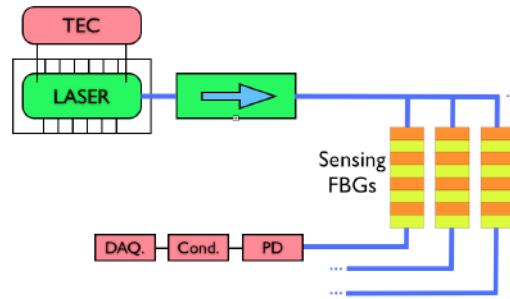 TEC
LASER
Sensing
FBGs
DAQ.
Cond.
PD
...
...